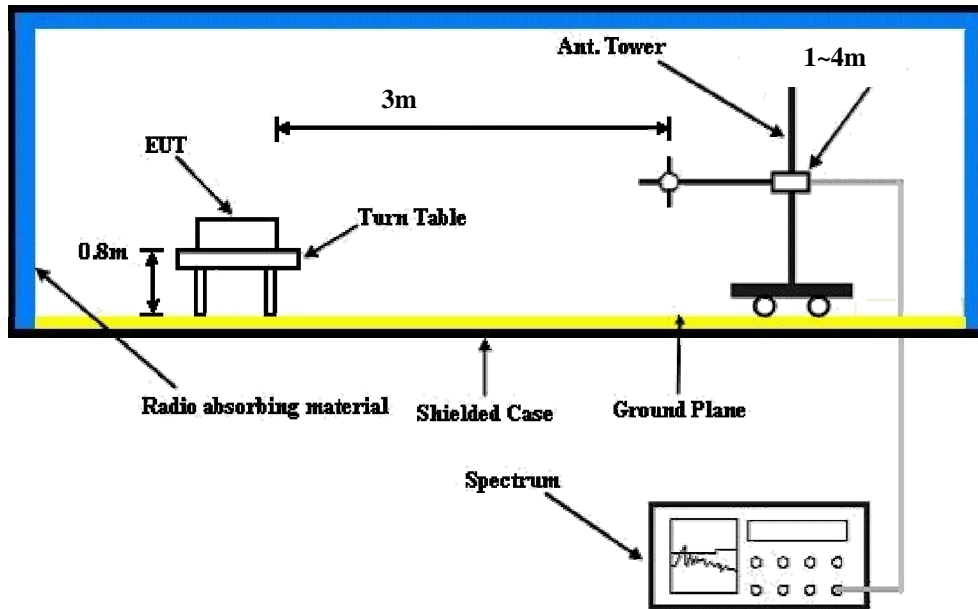 Ant. Tower
1~4m
3m
EUT
Turn Table
0.8m
Radio absorbing material
Shielded Case
Ground Plane
Spectrum